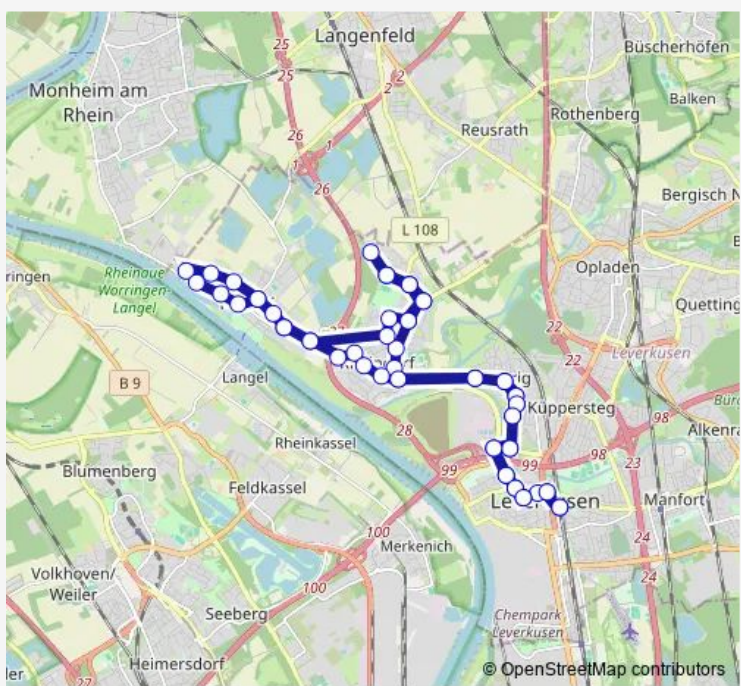 Langenfeld
25
25
2
2
Büscherhöfen
Monheim am
Rhein
Balken
Rothenberg
26
1
1
Reusrath
26
Bergisch N
L 108
Opladen
ringen
Rheinaue
Worringen-
Langel
Quetting
22
Leverkusen
22
Langel
B 9
Küppersteg
98
Alkenra
Rheinkassel
28
99
99
98
23
Blumenberg
Feldkassel
Manfort
100
Merkenich
Volkhoven/
Weiler
100
24
Seeberg
Chempark
Leverkusen
24
Heimersdorf
27
© OpenStreetMap contributors